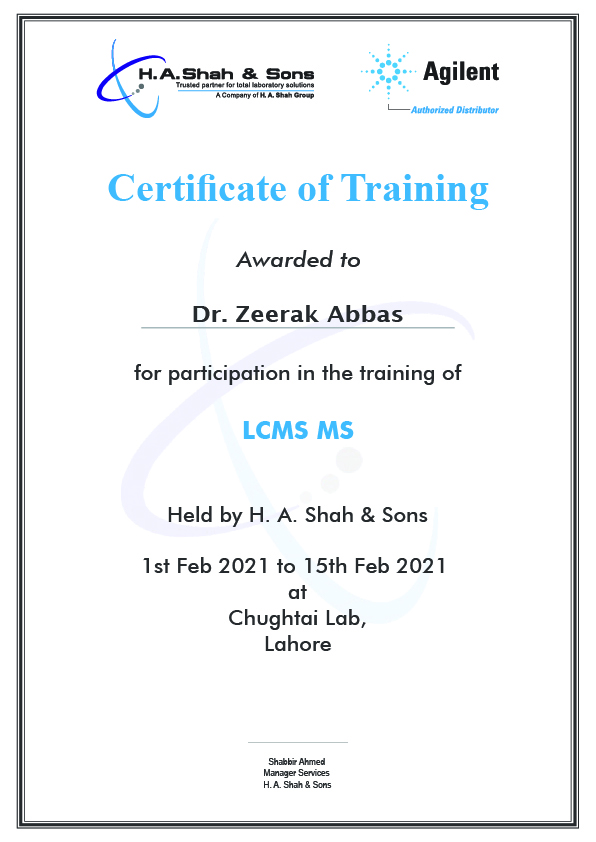 H. A. Shah & Sons
Trusted partner for total laboratory solutions
A Company of H. A. Shah Group
Agilent
Authorized Distributor
Certificate of Training
Awarded to
Dr. Zeerak Abbas
for participation in the training of
LCMS MS
Held by H. A. Shah & Sons
1st Feb 2021 to 15th Feb 2021
at
Chughtai Lab,
Lahore
Shabbir Ahmed
Manager Services
H. A. Shah & Sons